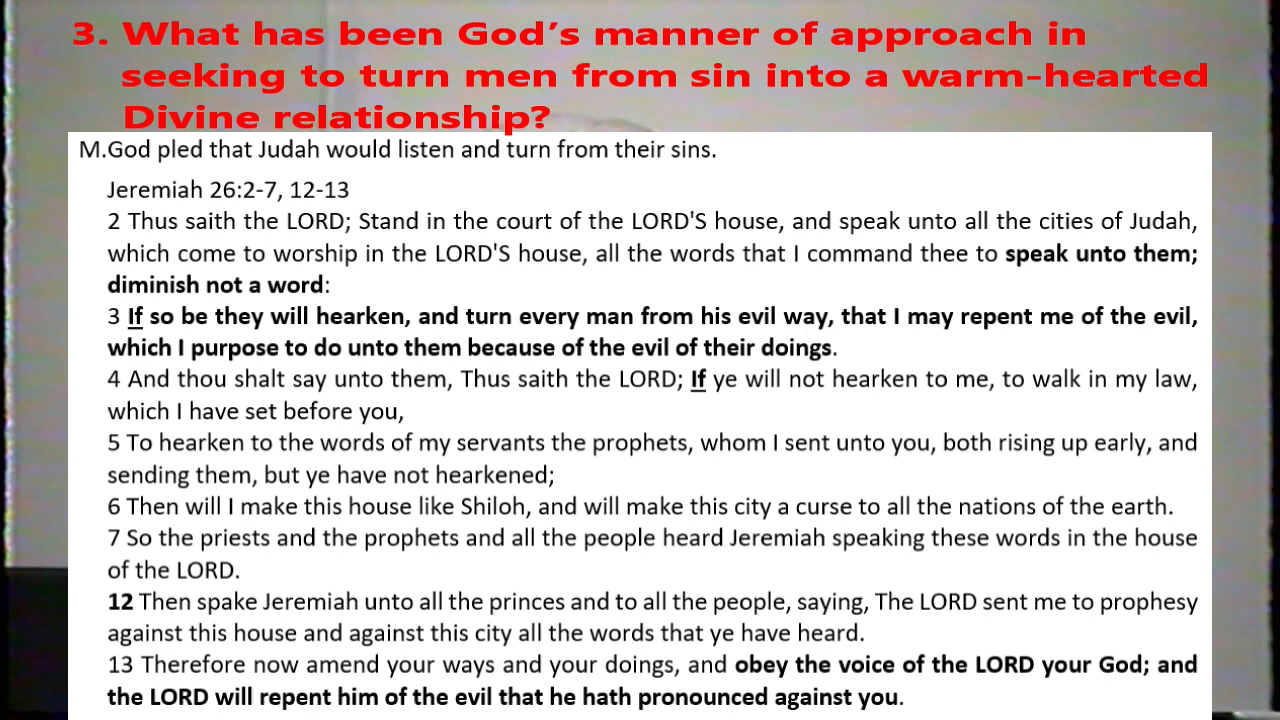 3. What has been God’s manner of approach in
seeking to turn men from sin into a warm-hearted
Divine relationship?
M.God pled that Judah would listen and turn from their sins.
Jeremiah 26:2-7, 12-13
2 Thus saith the LORD; Stand in the court of the LORD'S house, and speak unto all the cities of Judah,
which come to worship in the LORD'S house, all the words that I command thee to speak unto them;
diminish not a word:
3 If so be they will hearken, and turn every man from his evil way, that I may repent me of the evil,
which I purpose to do unto them because of the evil of their doings.
4 And thou shalt say unto them, Thus saith the LORD; If ye will not hearken to me, to walk in my law,
which I have set before you,
5 To hearken to the words of my servants the prophets, whom I sent unto you, both rising up early, and
sending them, but ye have not hearkened;
6 Then will I make this house like Shiloh, and will make this city a curse to all the nations of the earth.
7 So the priests and the prophets and all the people heard Jeremiah speaking these words in the house
of the LORD.
12 Then spake Jeremiah unto all the princes and to all the people, saying, The LORD sent me to prophesy
against this house and against this city all the words that ye have heard.
13 Therefore now amend your ways and your doings, and obey the voice of the LORD your God; and
the LORD will repent him of the evil that he hath pronounced against you.